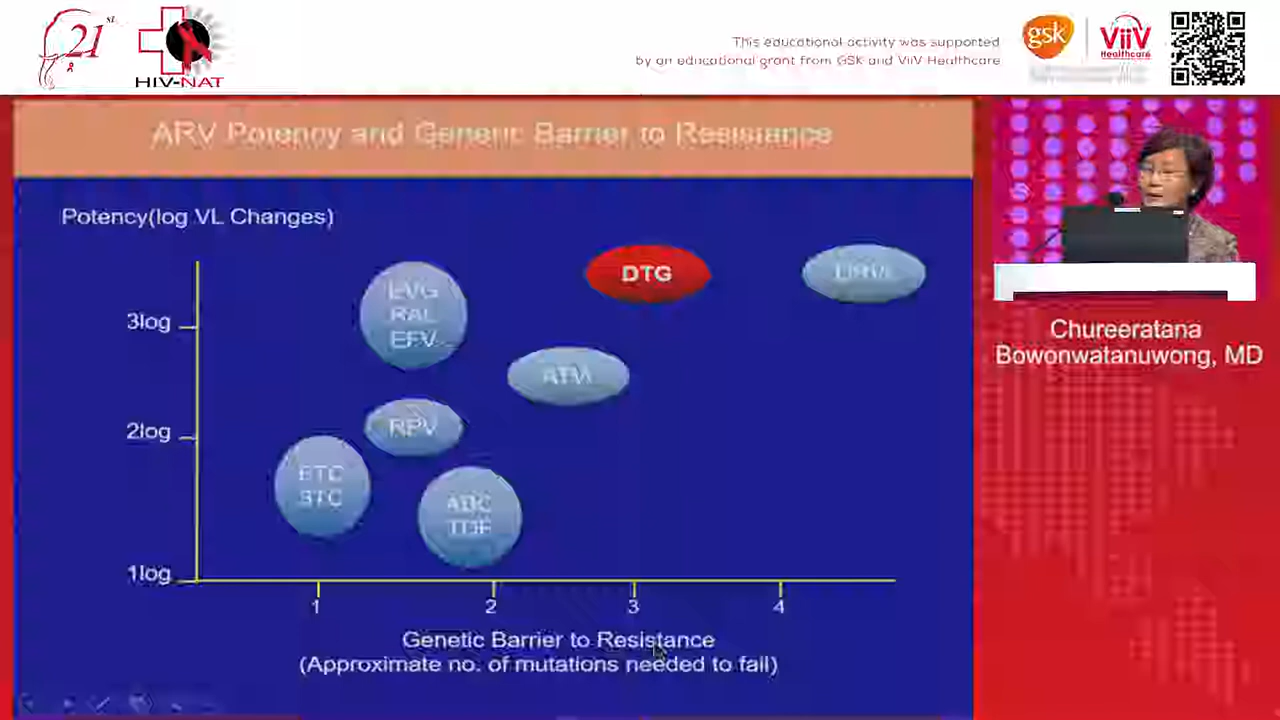 21st
HIV-NAT
This educational activity was supported
by an educational grant from GSK and ViiV Healthcare
gsk
ViiV
Healthcare
ARV Potency and Genetic Barrier to Resistance
Potency(log VL Changes)
3log
2log
1log
EVG
RAL
EFV
DTG
RPV
ABC
TDF
1
2
3
4
Genetic Barrier to Resistance
(Approximate no. of mutations needed to fail)
Chureeratana
Bowonwatanuwong, MD